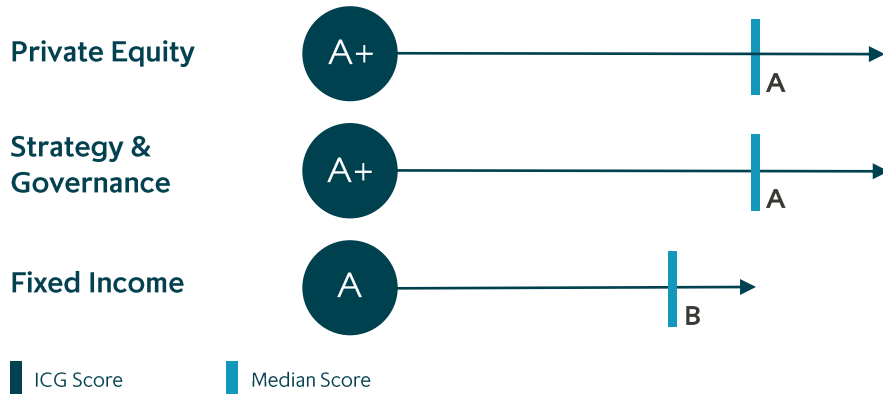 Private Equity
A+
A
Strategy &
Governance
A+
A
Fixed Income
A
B
ICG Score
Median Score